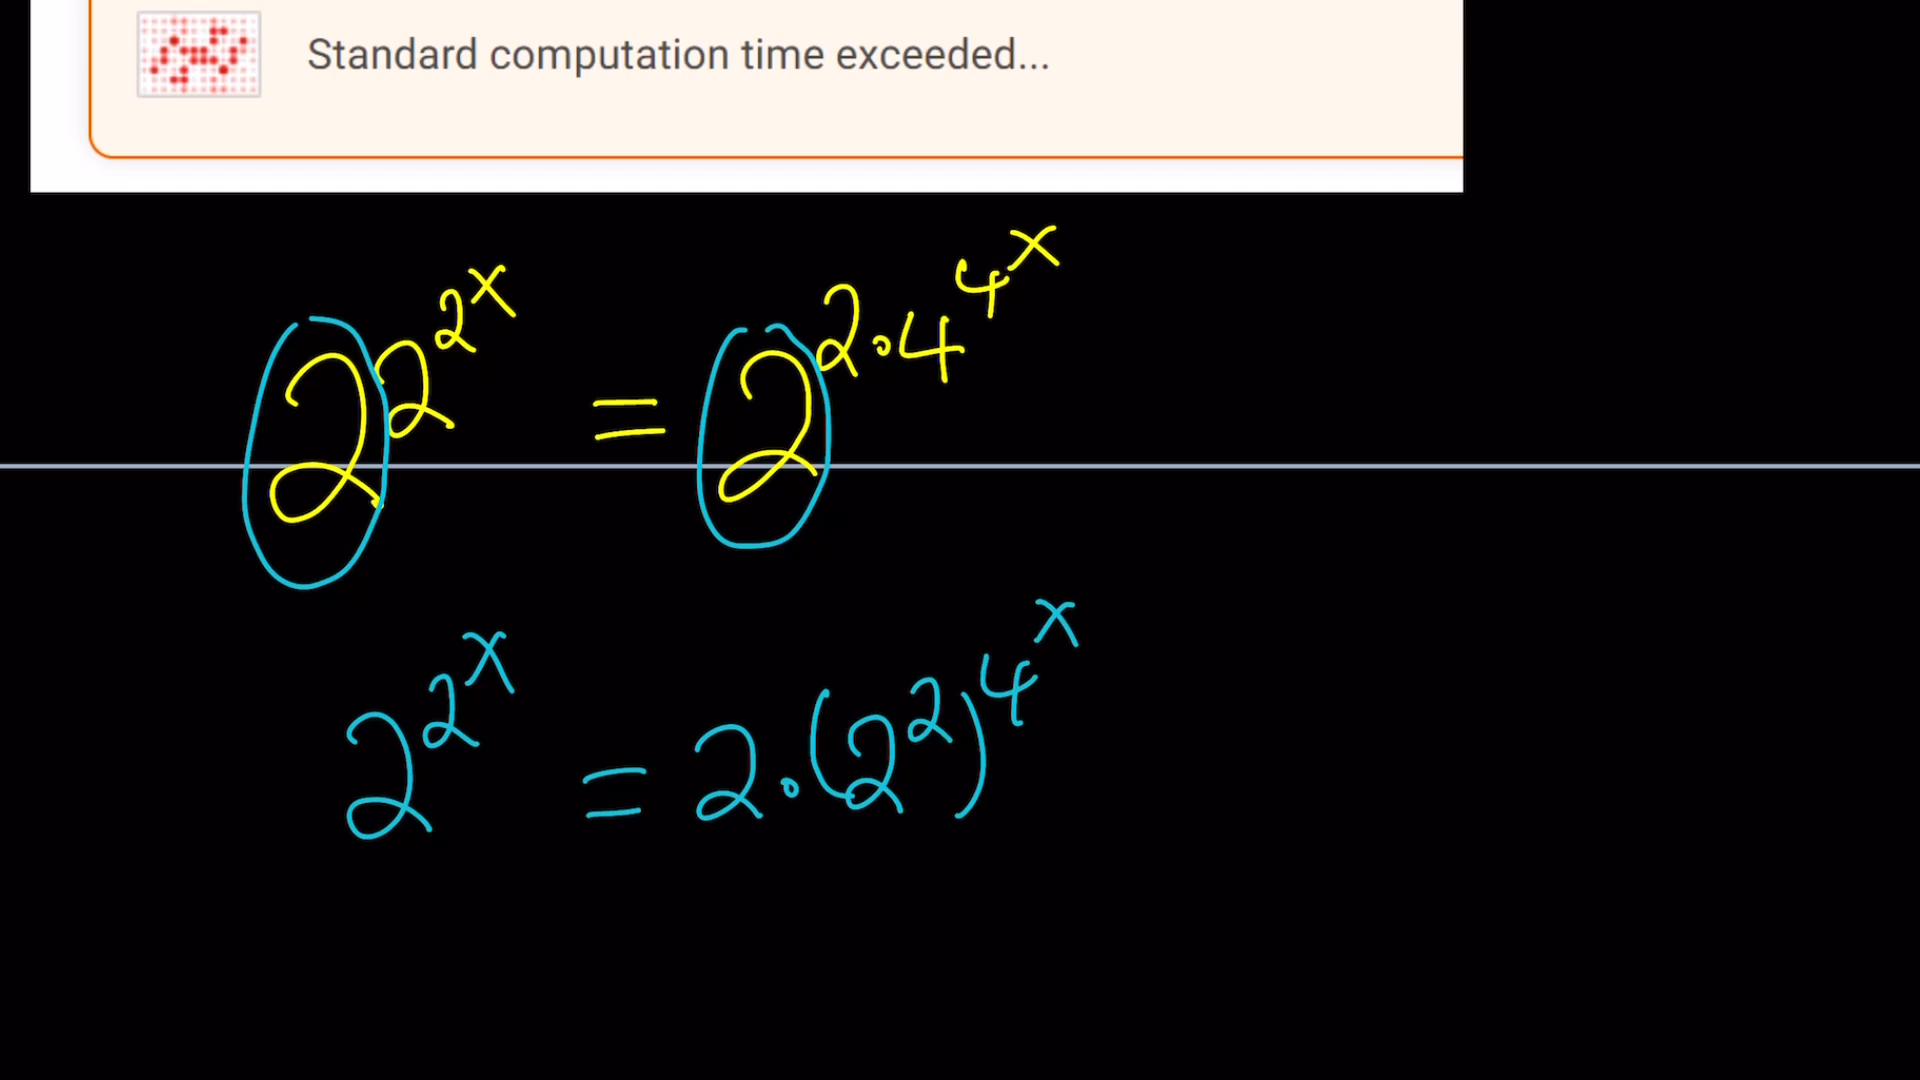 Standard computation time exceeded...
2^{2^{2^x}} = 2^{2·4^{4^x}}
2^{2^x} = 2·(2^2)^{4^x}